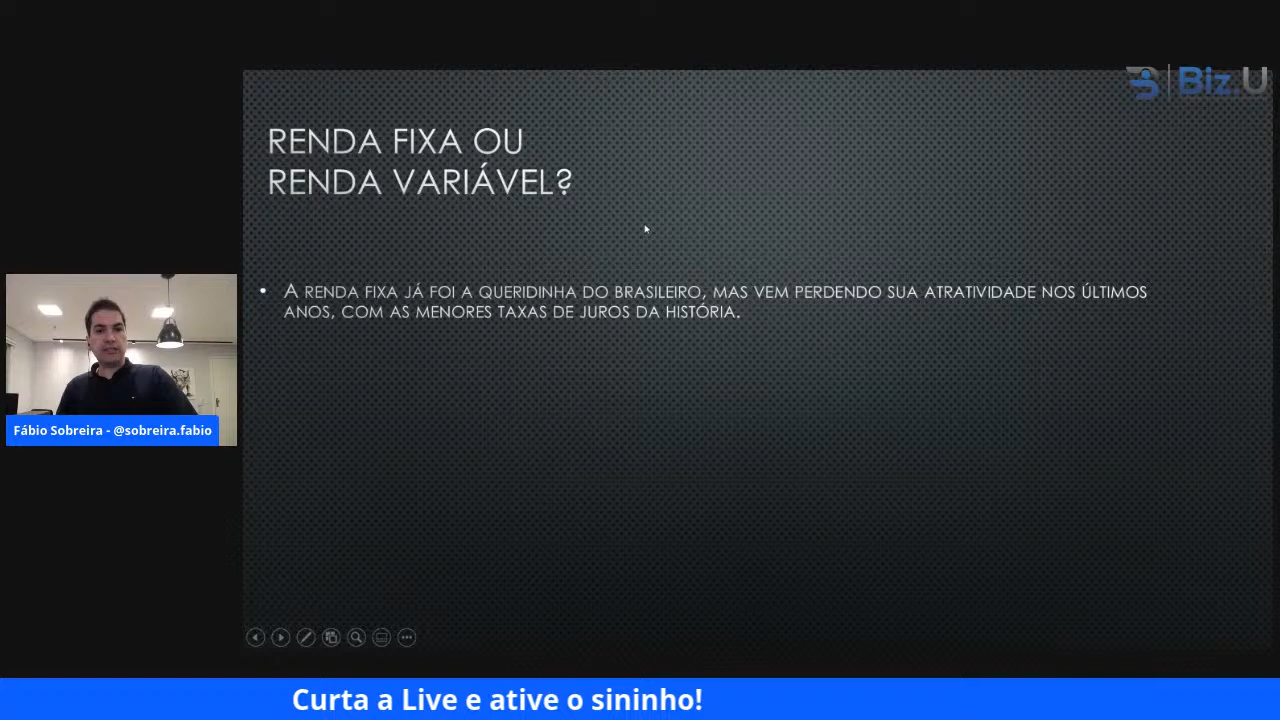 Biz.U
RENDA FIXA OU
RENDA VARIÁVEL?
• A RENDA FIXA JÁ FOI A QUERIDINHA DO BRASILEIRO, MAS VEM PERDENDO SUA ATRATIVIDADE NOS ÚLTIMOS
ANOS, COM AS MENORES TAXAS DE JUROS DA HISTÓRIA.
Fábio Sobreira - @sobreira.fabio
Curta a Live e ative o sininho!